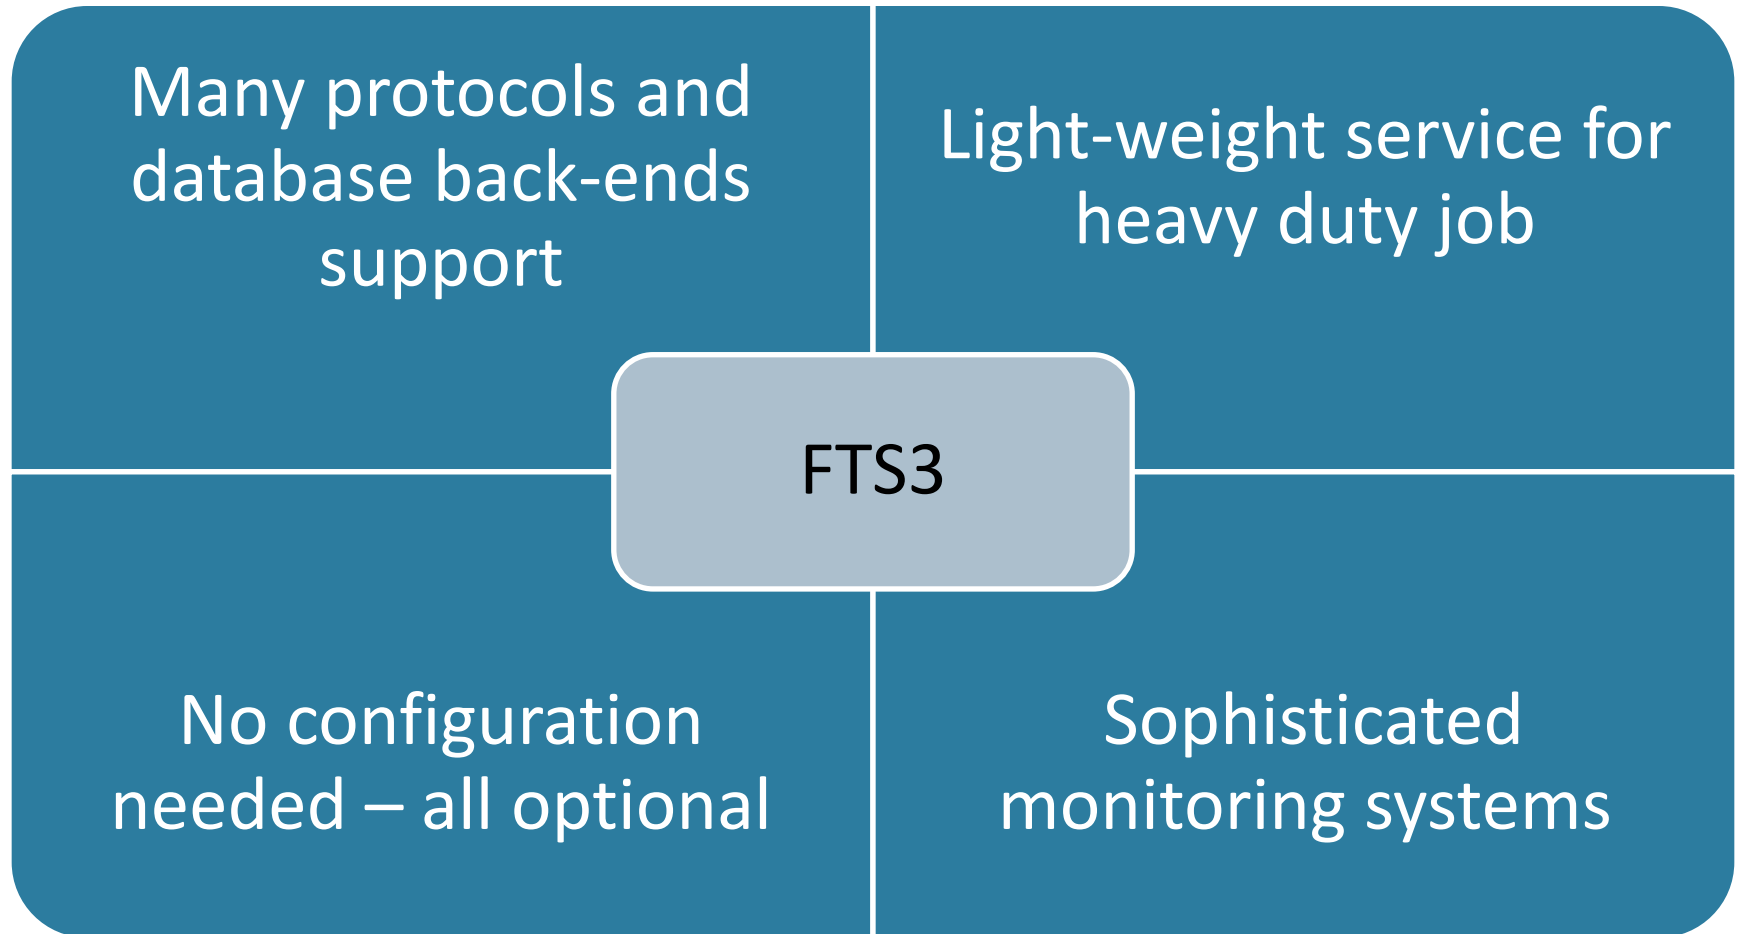 Many protocols and
database back-ends
support
Light-weight service for
heavy duty job
FTS3
No configuration
needed – all optional
Sophisticated
monitoring systems